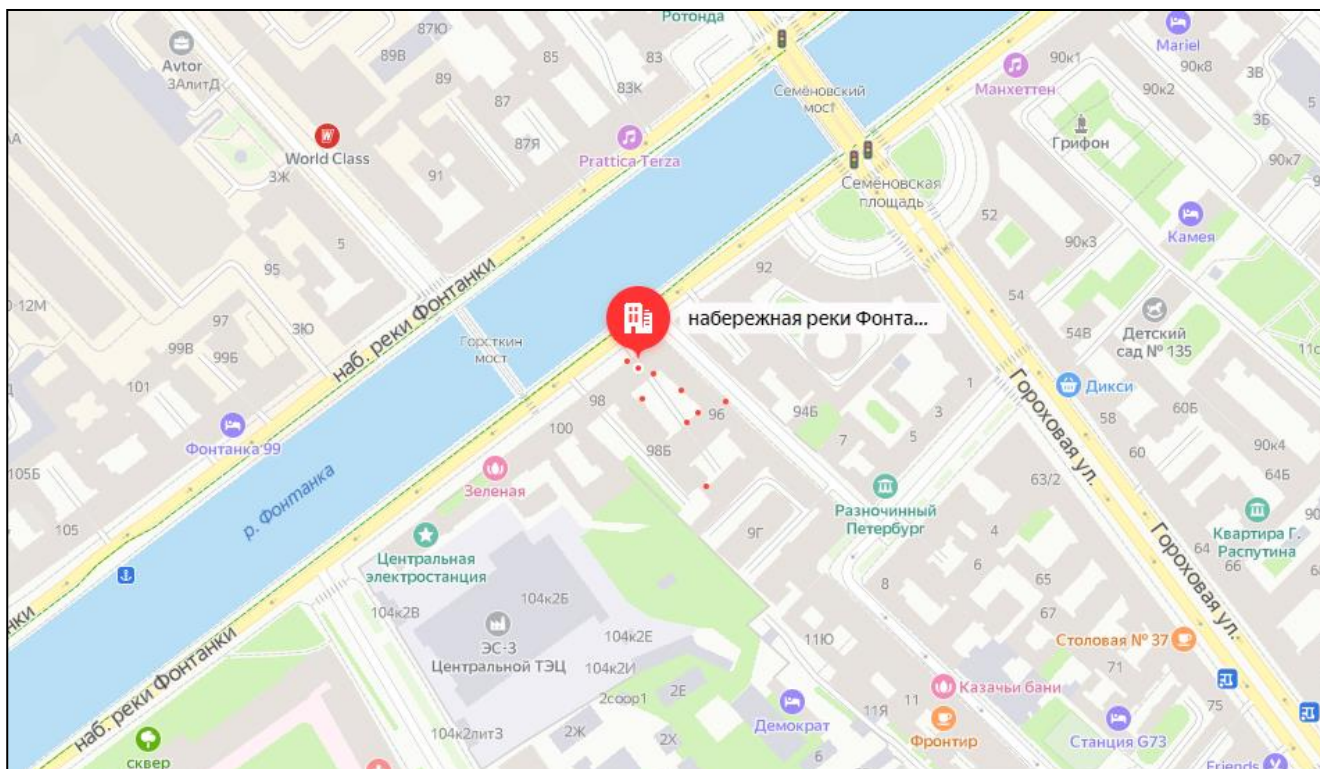 Ротонда
87Ю
89В
85
83
Avtor
3АлитД
89
83К
87
Семёновский
мост
Манхеттен
Mariel
90к1
90к8
3В
90к2
5
3Б
87Я
World Class
3Ж
91
Prattica Terza
Грифон
90к7
Семёновская
площадь
52
Камея
90к3
5
95
92
наб. реки Фонтанки
набережная реки Фонта...
54
54В
Детский
сад № 135
97
3Ю
99В
99Б
101
Горсткин
мост
Дикси
98
96
94Б
1
3
58
60Б
100
98Б
7
5
Гороховая ул.
60
90к4
Фонтанка 99
105Б
р. Фонтанка
Зеленая
63/2
64Б
Разночинный
Петербург
105
9Г
4
Квартира Г.
Распутина
64
66
Центральная
электростанция
6
65
8
Гороховая ул.
104к2В
104к2Б
67
ЭС-3
Центральной ТЭЦ
104к2Е
11Ю
Столовая № 37
104к2И
71
наб. реки Фонтанки
2соор1
2Е
Казачьи бани
11
11Я
75
Демократ
104к2лит3
2Ж
2Х
6
Фронтир
Станция G73
сквер
Friends